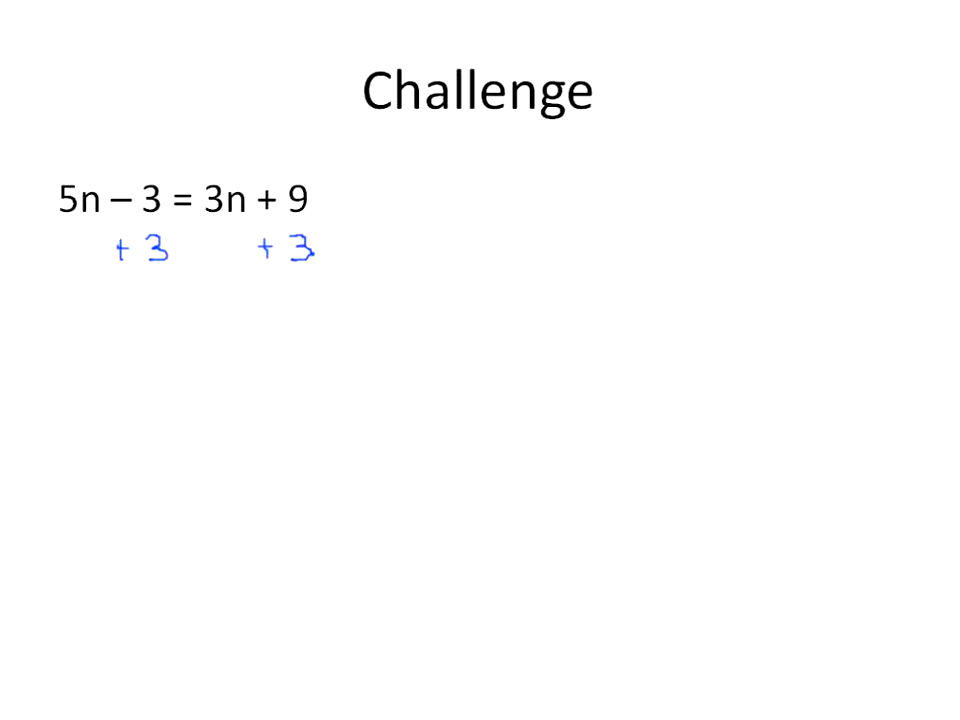 Challenge
5n – 3 = 3n + 9
+ 3 + 3